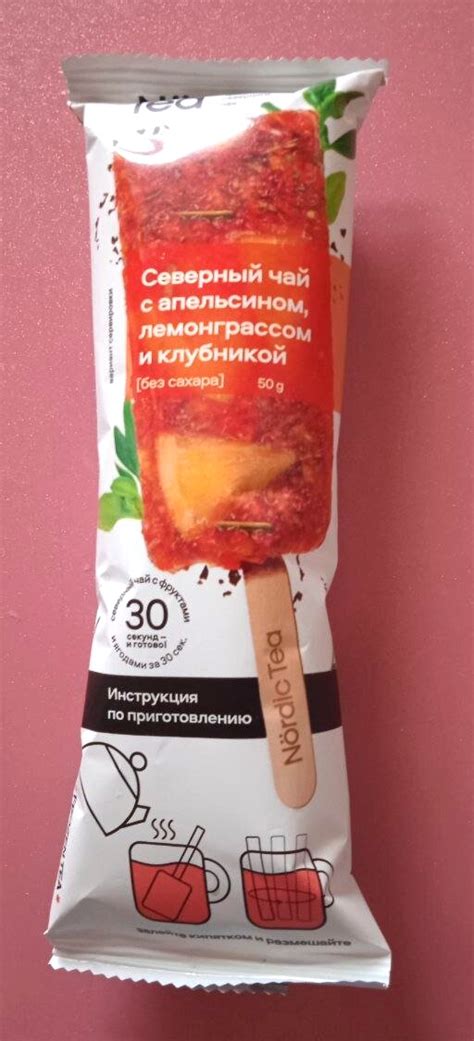 tea
Северный чай
с апельсином,
лемонграссом
и клубникой
[без сахара] 50 g
вариант сервировки
северный чай с фруктами
и ягодами за 30 сек.
30
секунд –
и готово!
Инструкция
по приготовлению
Nördic Tea
залейте кипятком и размешайте